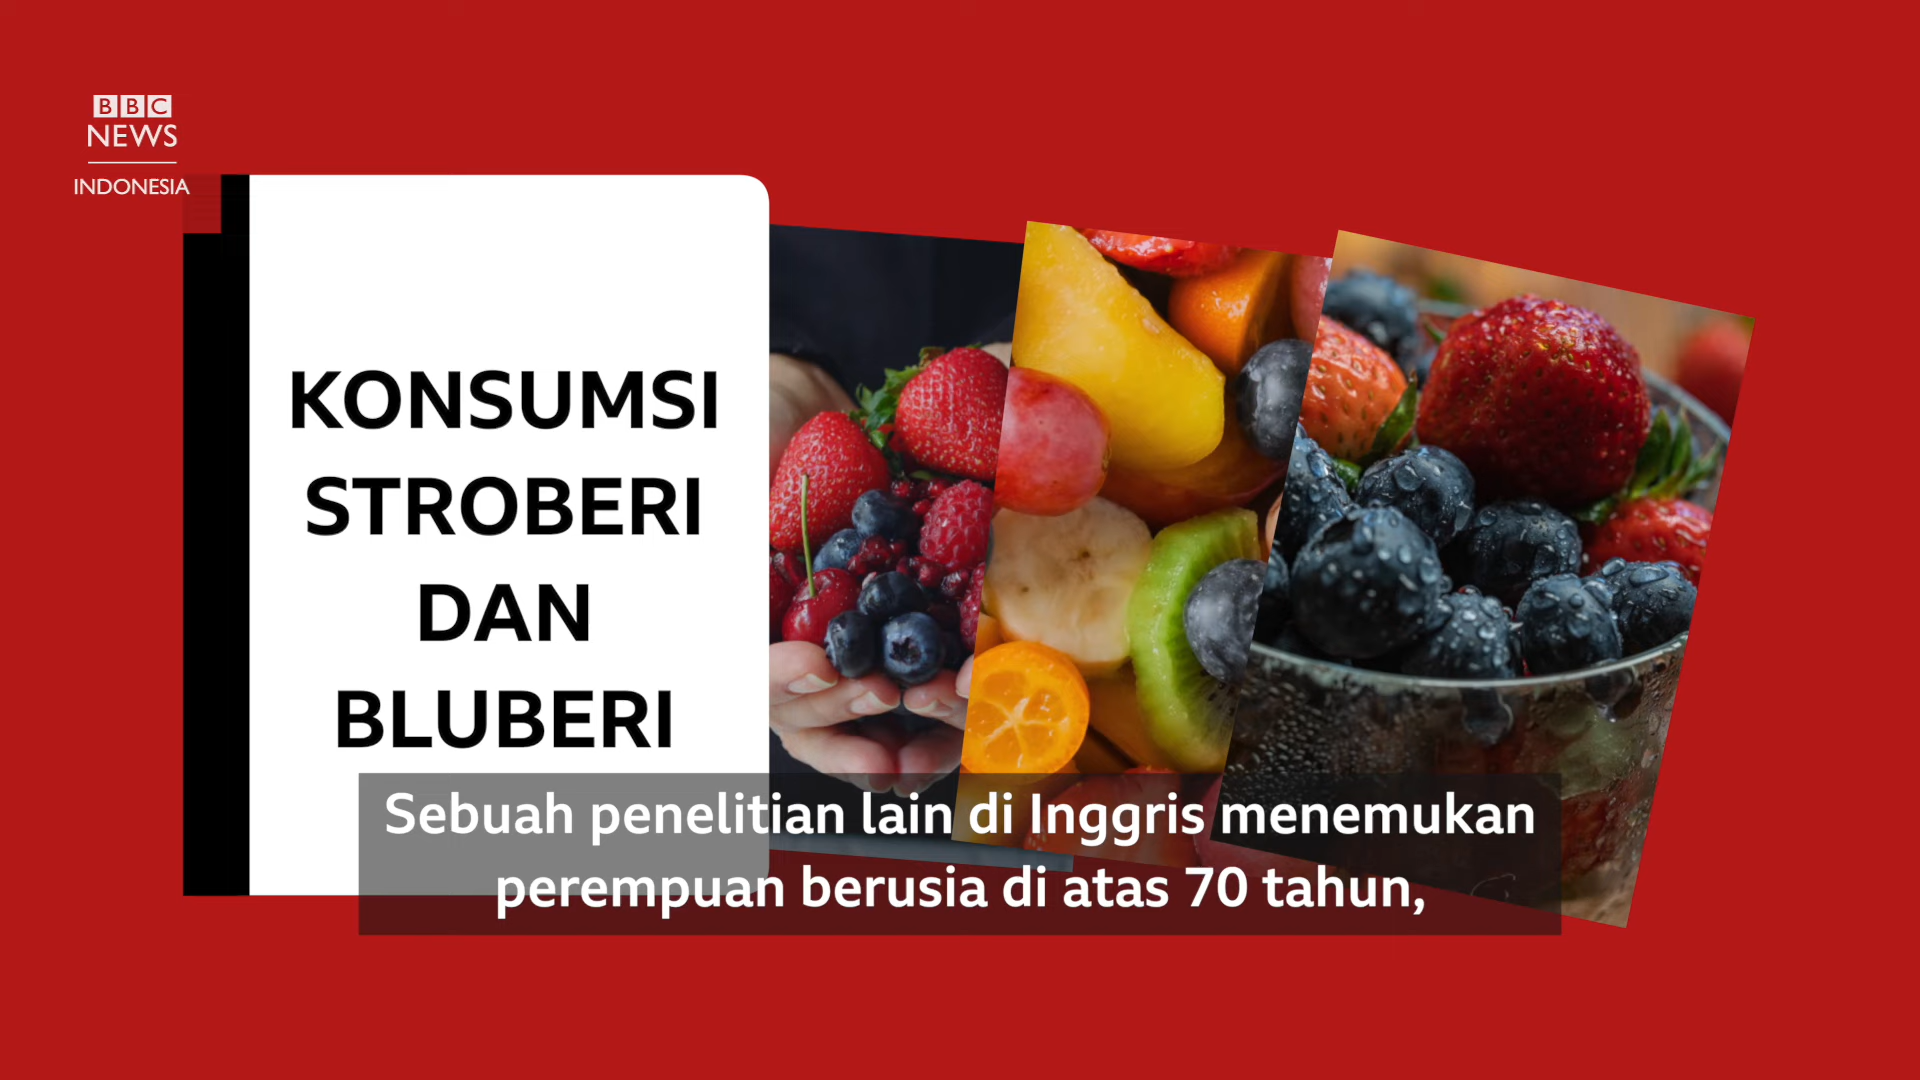 BBC
NEWS
INDONESIA
KONSUMSI
STROBERI
DAN
BLUBERI
Sebuah penelitian lain di Inggris menemukan
perempuan berusia di atas 70 tahun,